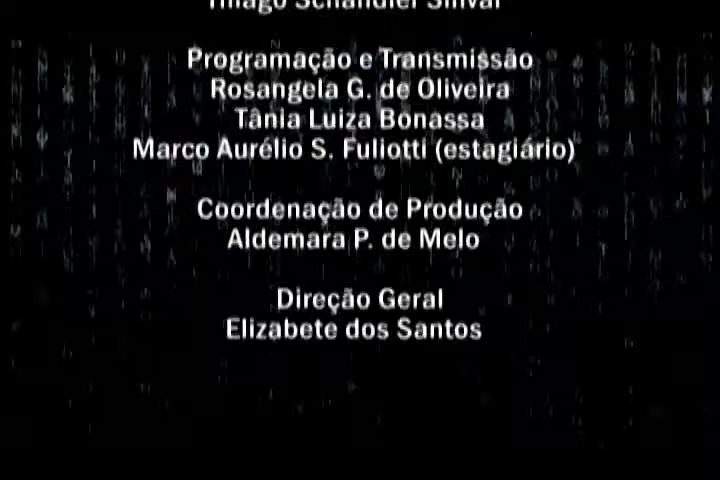 Thiago
Programação e Transmissão
Rosangela G. de Oliveira
Tânia Luiza Bonassa
Marco Aurélio S. Fuliotti (estagiário)
Coordenação de Produção
Aldemara P. de Melo
Direção Geral
Elizabete dos Santos